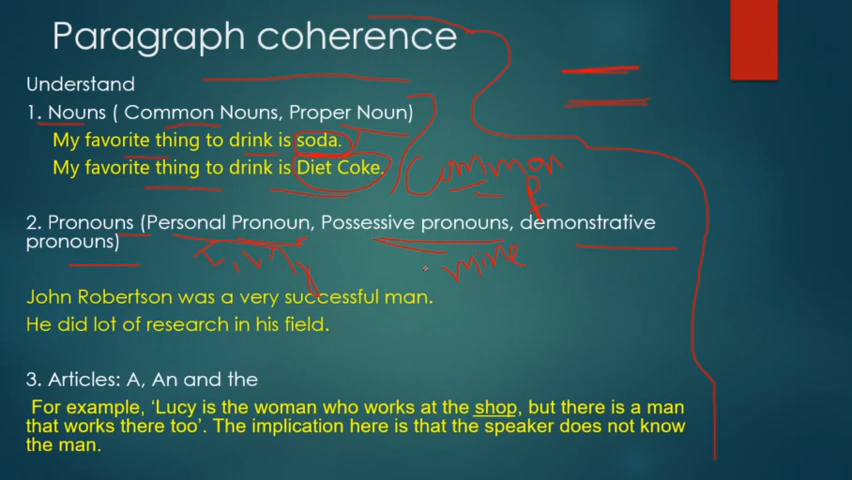 Paragraph coherence
Understand
1. Nouns ( Common Nouns, Proper Noun)
My favorite thing to drink is soda.
My favorite thing to drink is Diet Coke.
Common
P
2. Pronouns (Personal Pronoun, Possessive pronouns, demonstrative
pronouns)
mine
John Robertson was a very successful man.
He did lot of research in his field.
3. Articles: A, An and the
For example, ‘Lucy is the woman who works at the shop, but there is a man
that works there too’. The implication here is that the speaker does not know
the man.